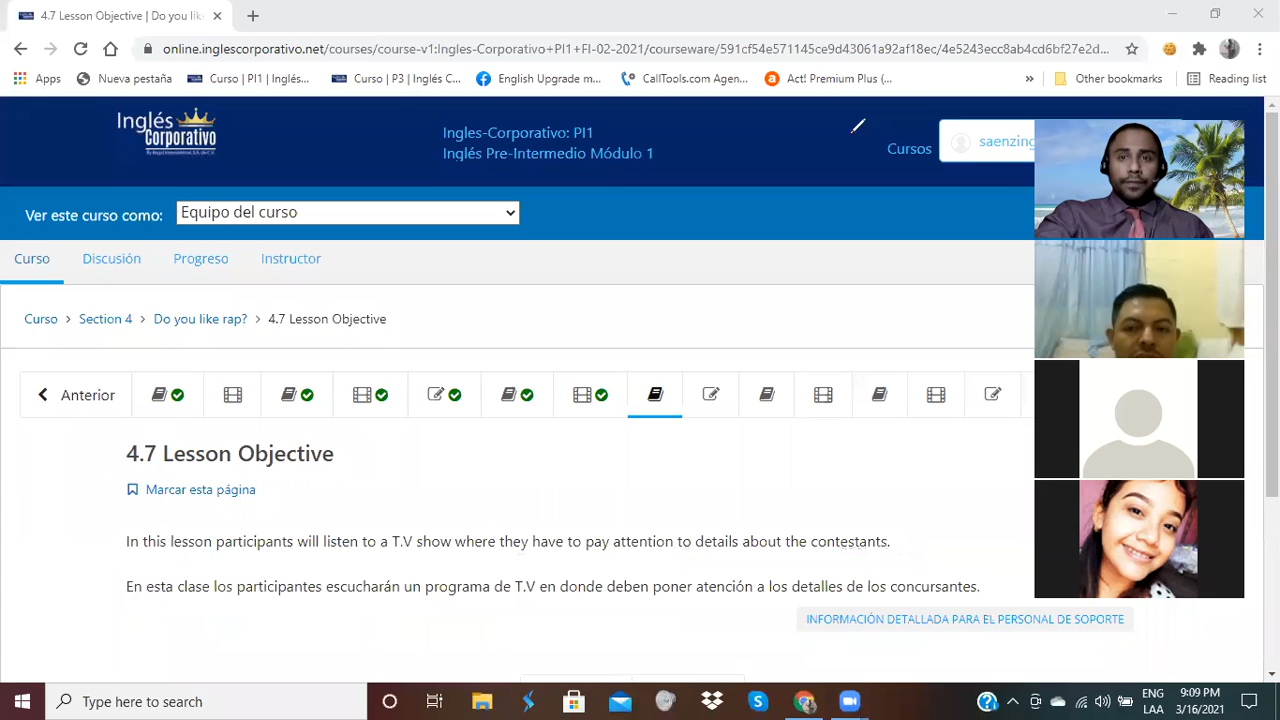 4.7 Lesson Objective | Do you like
online.inglescorporativo.net/courses/course-v1:Ingles-Corporativo+PI1+FI-02-2021/courseware/591cf54e571145ce9d43061a92af18ec/4e5243ecc8ab4cd6bf27e2d...
Apps Nueva pestaña Curso | PI1 | Inglés... Curso | P3 | Inglés C... English Upgrade m... CallTools.com Agen... Act! Premium Plus (... » Other bookmarks Reading list
Inglés
Corporativo
Ingles-Corporativo: PI1
Inglés Pre-Intermedio Módulo 1
Cursos
saenzing
Ver este curso como: Equipo del curso
Curso Discusión Progreso Instructor
Curso > Section 4 > Do you like rap? > 4.7 Lesson Objective
Anterior
4.7 Lesson Objective
Marcar esta página
In this lesson participants will listen to a T.V show where they have to pay attention to details about the contestants.
En esta clase los participantes escucharán un programa de T.V en donde deben poner atención a los detalles de los concursantes.
INFORMACIÓN DETALLADA PARA EL PERSONAL DE SOPORTE
Type here to search
ENG
LAA
9:09 PM
3/16/2021